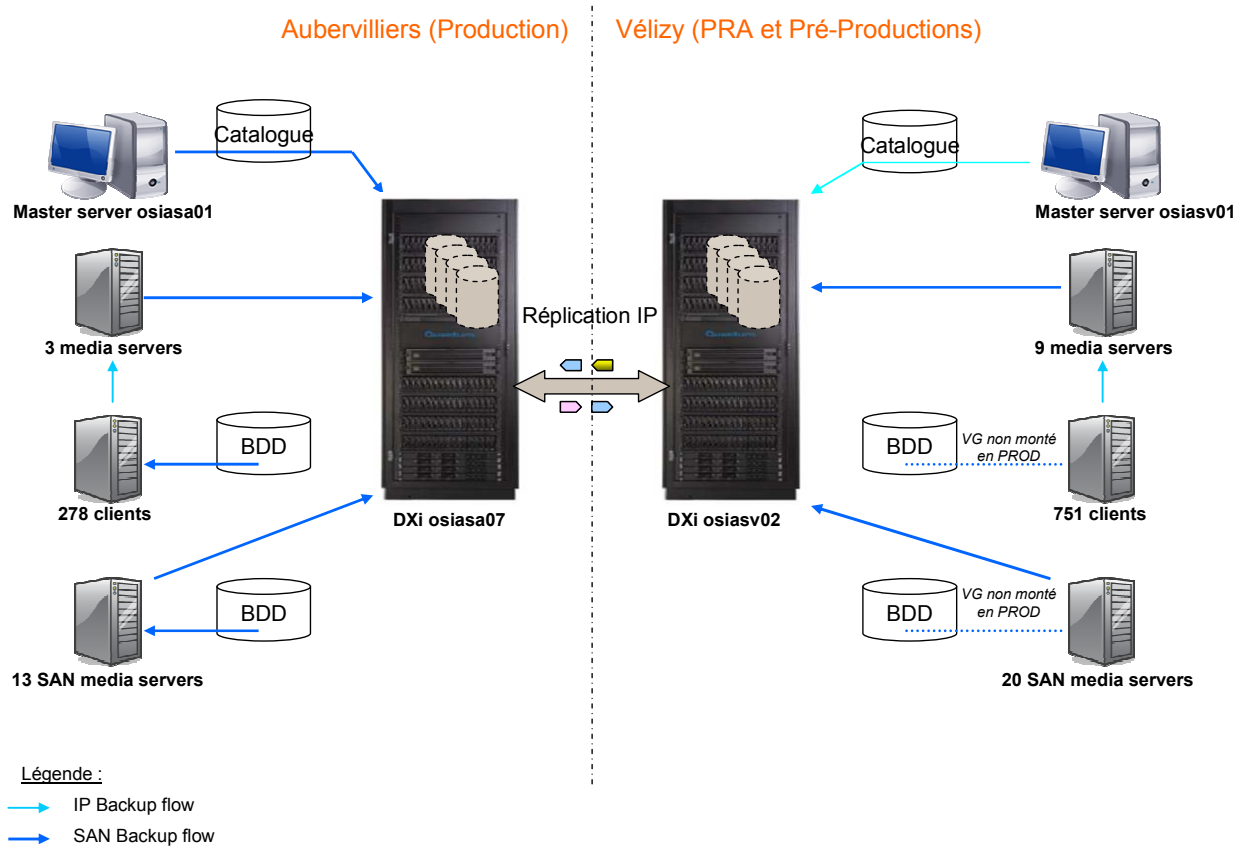 Aubervilliers (Production)
Vélizy (PRA et Pré-Productions)
Catalogue
Master server osiasa01
3 media servers
BDD
278 clients
BDD
13 SAN media servers
DXi osiasa07
Réplication IP
Catalogue
Master server osiasv01
9 media servers
BDD
VG non monté
en PROD
751 clients
BDD
VG non monté
en PROD
20 SAN media servers
DXi osiasv02
Légende :
IP Backup flow
SAN Backup flow